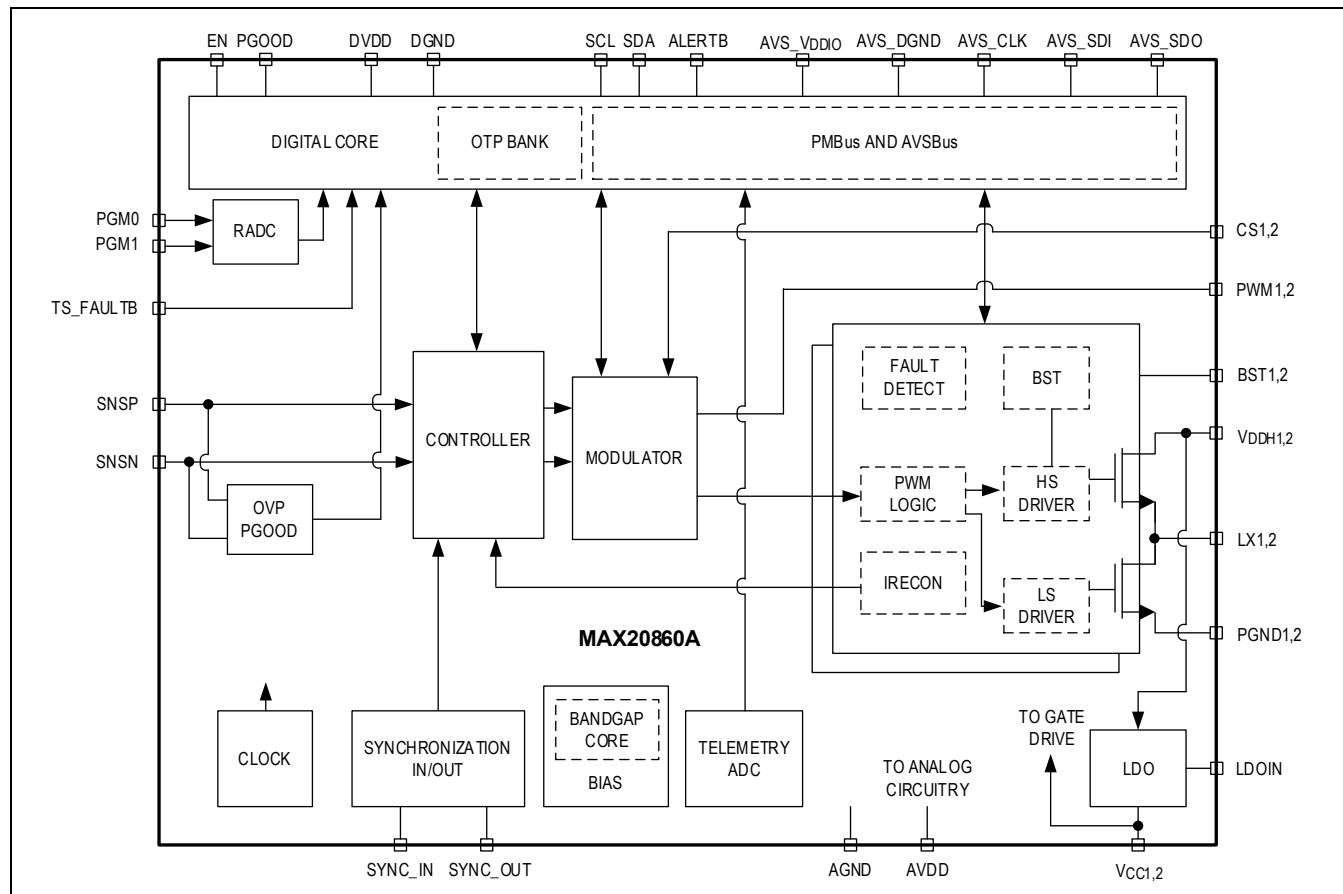 EN PGOOD DVDD DGND SCL SDA ALERTB AVS_VDDIO AVS_DGND AVS_CLK AVS_SDI AVS_SDO
DIGITAL CORE
OTP BANK
PMBus AND AVSBus
PGM0
PGM1
RADC
CS1,2
TS_FAULTB
PWM1,2
FAULT
DETECT
BST
BST1,2
SNSP
SNSN
CONTROLLER
MODULATOR
VDDH1,2
PWM
LOGIC
HS
DRIVER
OVP
PGOOD
LX1,2
IRECON
LS
DRIVER
PGND1,2
MAX20860A
CLOCK
SYNCHRONIZATION
IN/OUT
BANDGAP
CORE
BIAS
TELEMETRY
ADC
TO ANALOG
CIRCUITRY
TO GATE
DRIVE
LDO
LDOIN
SYNC_IN SYNC_OUT AGND AVDD VCC1,2